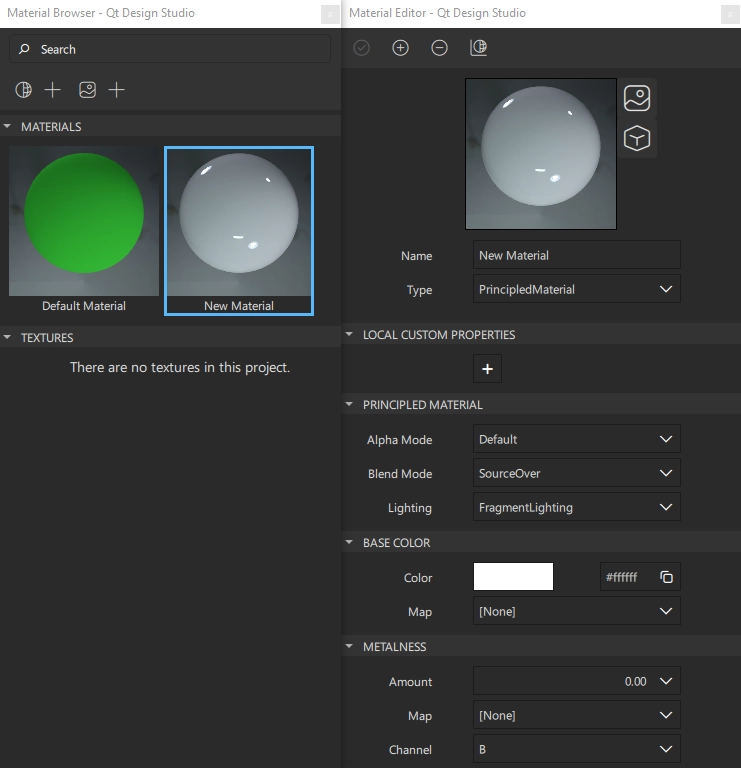 Material Browser - Qt Design Studio
Search
MATERIALS
Default Material
New Material
TEXTURES
There are no textures in this project.
Material Editor - Qt Design Studio
Name
New Material
Type
PrincipledMaterial
LOCAL CUSTOM PROPERTIES
PRINCIPLED MATERIAL
Alpha Mode
Default
Blend Mode
SourceOver
Lighting
FragmentLighting
BASE COLOR
Color
#ffffff
Map
[None]
METALNESS
Amount
0.00
Map
[None]
Channel
B